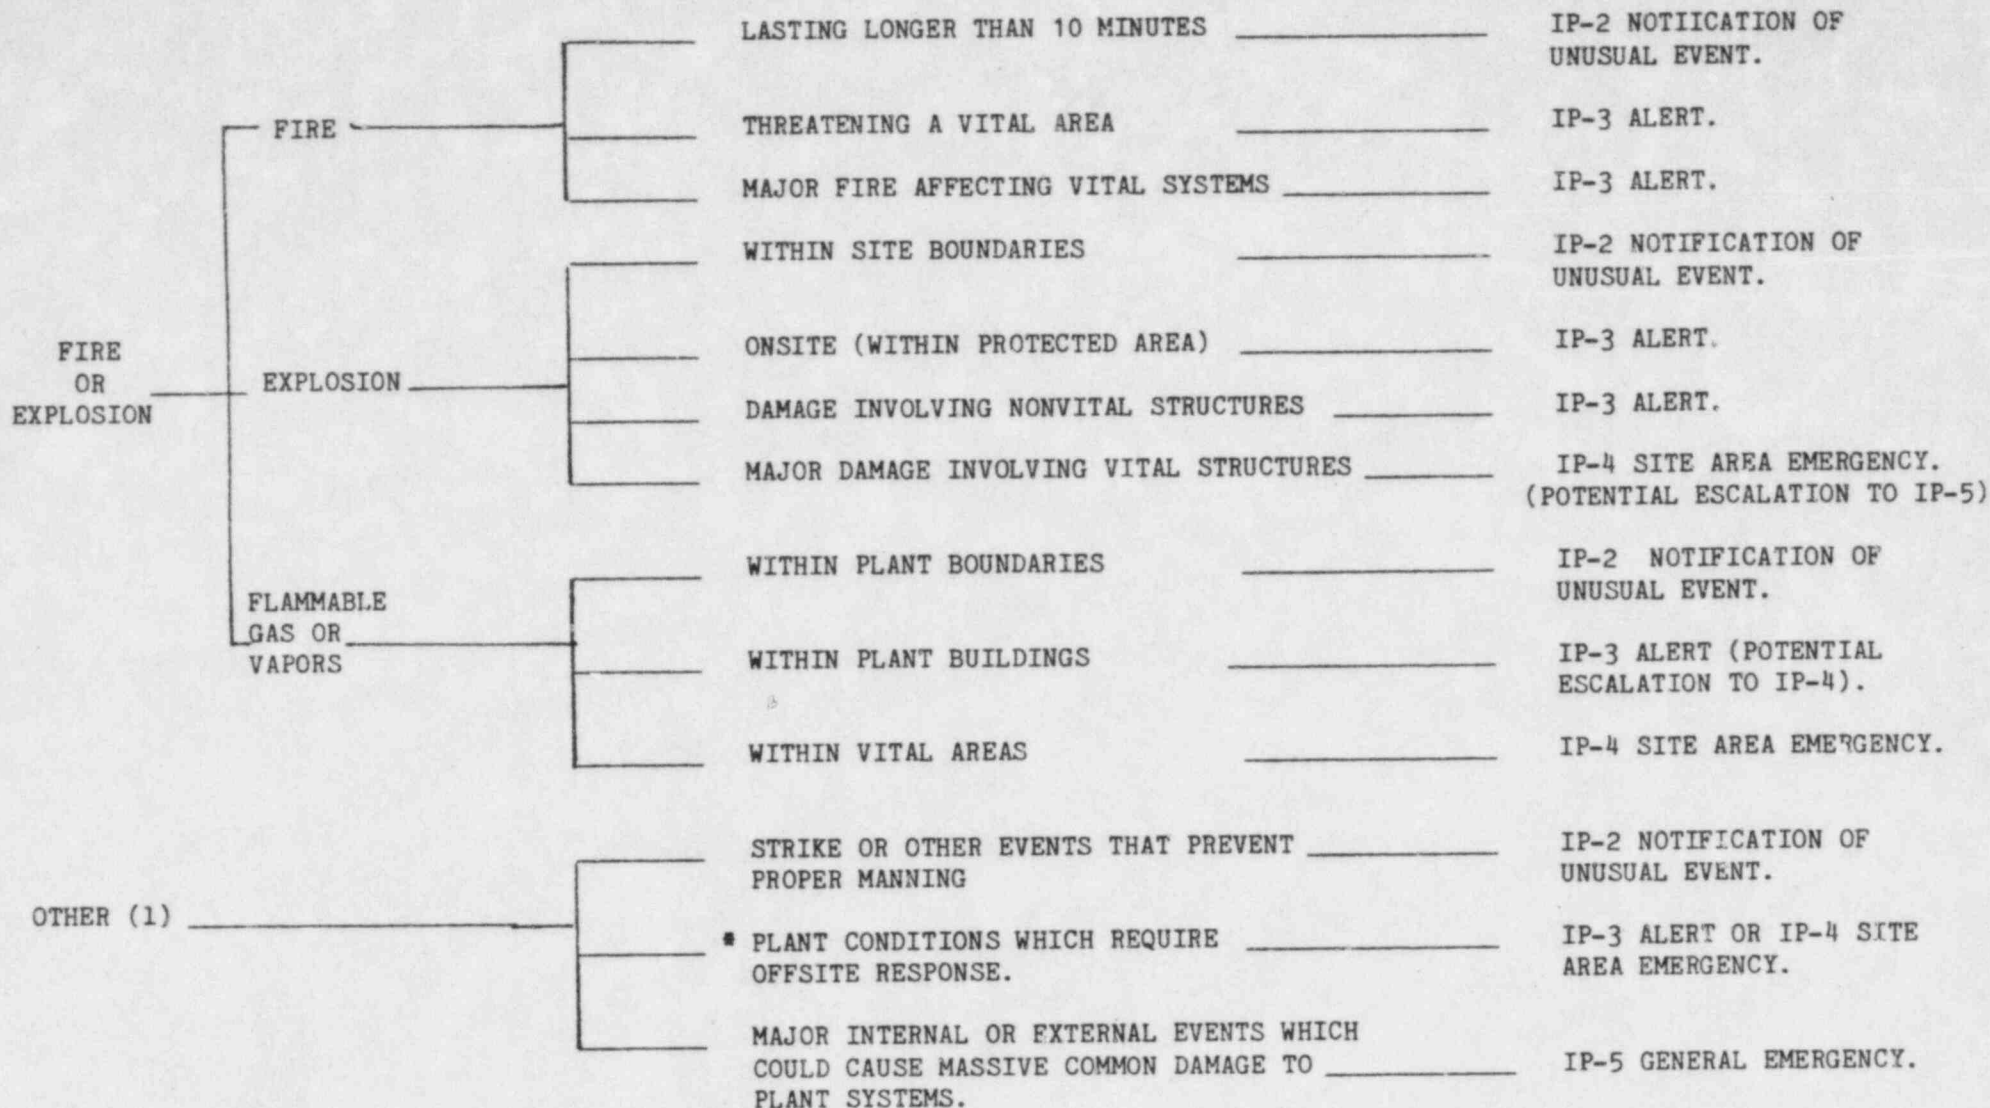 LASTING LONGER THAN 10 MINUTES
IP-2 NOTIICATION OF
UNUSUAL EVENT.
FIRE
THREATENING A VITAL AREA
IP-3 ALERT.
MAJOR FIRE AFFECTING VITAL SYSTEMS
IP-3 ALERT.
WITHIN SITE BOUNDARIES
IP-2 NOTIFICATION OF
UNUSUAL EVENT.
FIRE
OR
EXPLOSION
EXPLOSION
ONSITE (WITHIN PROTECTED AREA)
IP-3 ALERT.
DAMAGE INVOLVING NONVITAL STRUCTURES
IP-3 ALERT.
MAJOR DAMAGE INVOLVING VITAL STRUCTURES
IP-4 SITE AREA EMERGENCY.
(POTENTIAL ESCALATION TO IP-5)
FLAMMABLE
GAS OR
VAPORS
WITHIN PLANT BOUNDARIES
IP-2 NOTIFICATION OF
UNUSUAL EVENT.
WITHIN PLANT BUILDINGS
IP-3 ALERT (POTENTIAL
ESCALATION TO IP-4).
WITHIN VITAL AREAS
IP-4 SITE AREA EMERGENCY.
OTHER (1)
STRIKE OR OTHER EVENTS THAT PREVENT
PROPER MANNING
IP-2 NOTIFICATION OF
UNUSUAL EVENT.
* PLANT CONDITIONS WHICH REQUIRE
OFFSITE RESPONSE.
IP-3 ALERT OR IP-4 SITE
AREA EMERGENCY.
MAJOR INTERNAL OR EXTERNAL EVENTS WHICH
COULD CAUSE MASSIVE COMMON DAMAGE TO
PLANT SYSTEMS.
IP-5 GENERAL EMERGENCY.